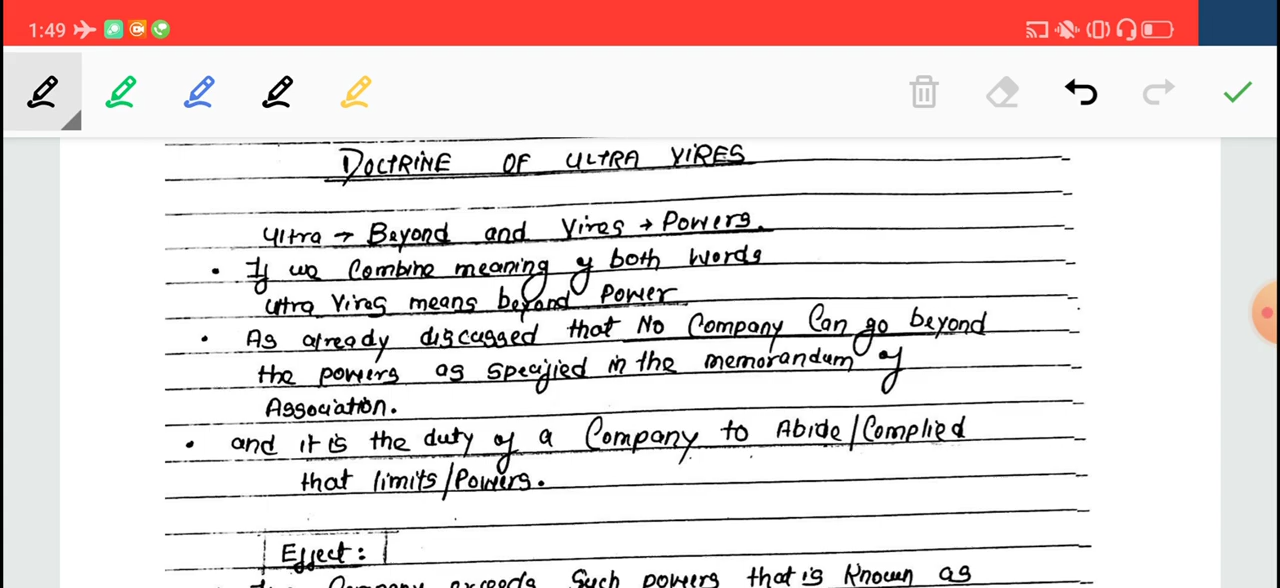 1:49
DOCTRINE OF ULTRA VIRES
Ultra → Beyond and Vires → Powers.
• If we Combine meaning of both words
Ultra Vires means beyond Power
• As already discussed that No Company Can go beyond
the powers as specified in the memorandum of
Association.
• and it is the duty of a Company to Abide/Complied
that limits/Powers.
Effect:
Company exceeds Such powers that is known as